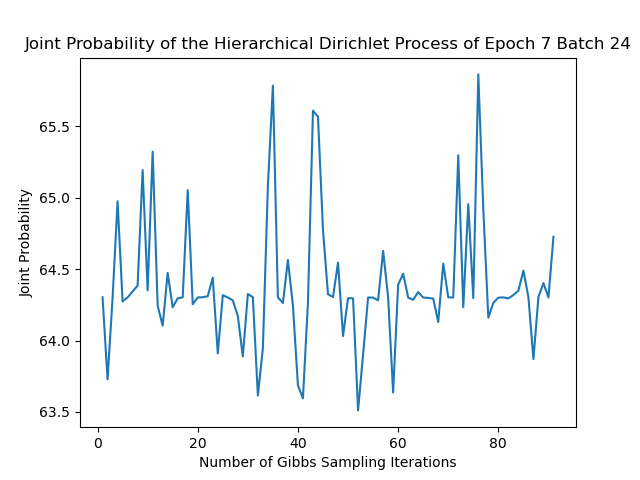 Joint Probability of the Hierarchical Dirichlet Process of Epoch 7 Batch 24
Joint Probability
65.5
65.0
64.5
64.0
63.5
0 20 40 60 80
Number of Gibbs Sampling Iterations